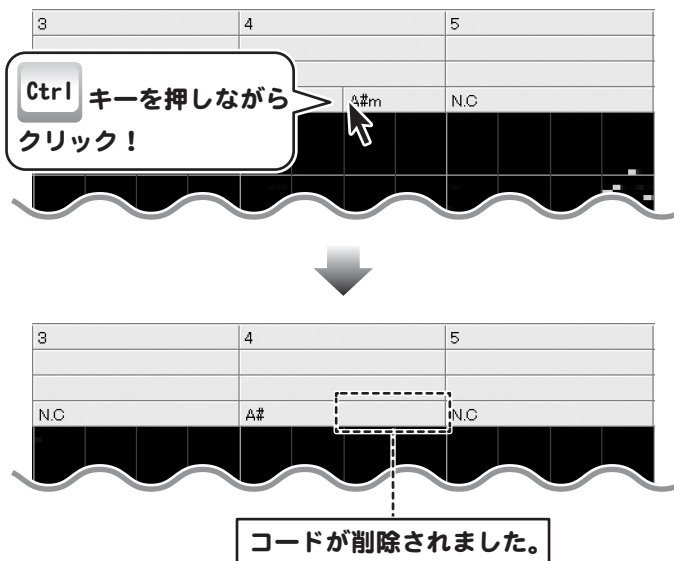 3 4 5
Ctrl キーを押しながら
クリック!
A#m N.C
3 4 5
N.C A# N.C
コードが削除されました。